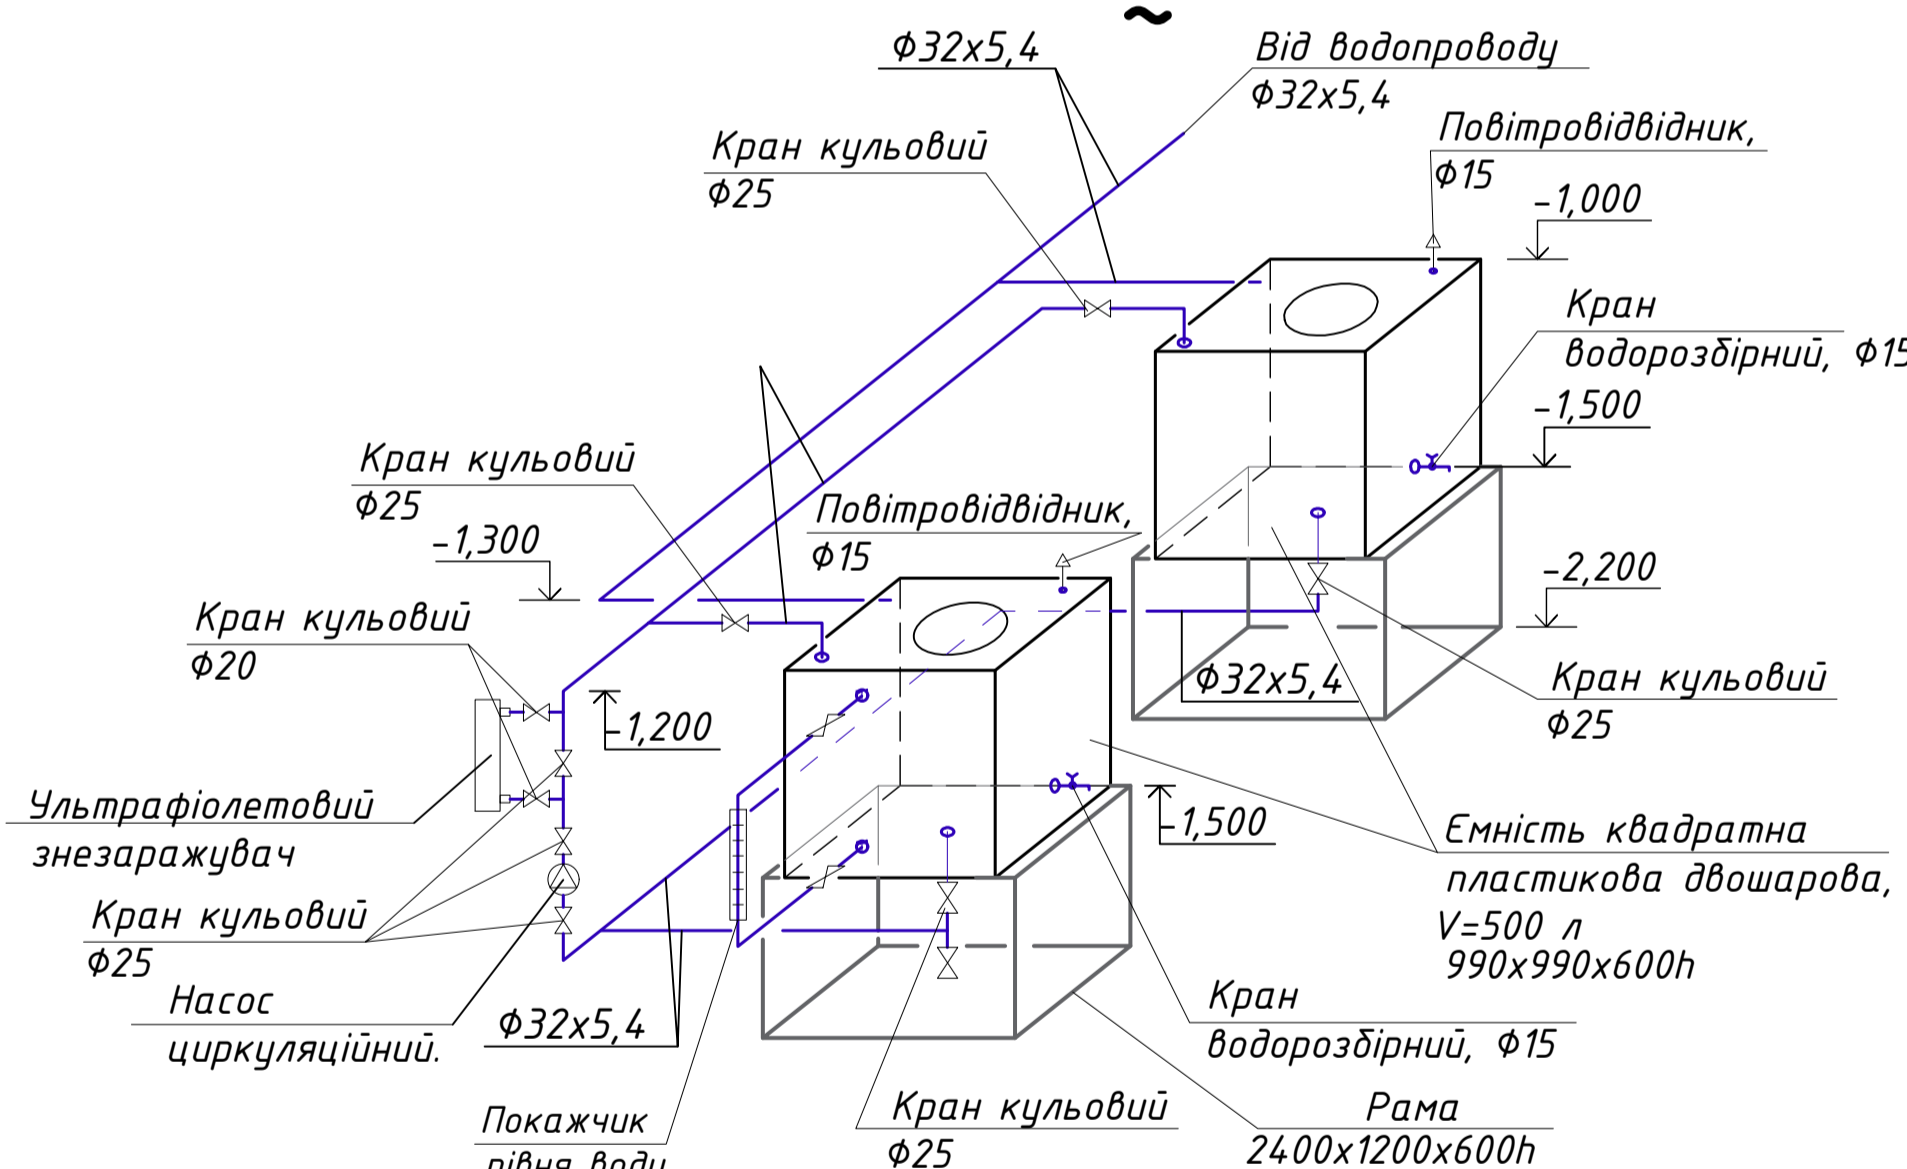 ~
Ф32х5,4
Від водопроводу
Ф32х5,4
Повітровідвідник,
Ф15
Кран кульовий
Ф25
-1,000
Кран
водорозбірний, Ф15
-1,500
Кран кульовий
Ф25
Повітровідвідник,
Ф15
-1,300
-2,200
Кран кульовий
Ф20
Ф32х5,4
Кран кульовий
Ф25
-1,200
Ультрафіолетовий
знезаражувач
-1,500
Ємність квадратна
пластикова двошарова,
V=500 л
990х990х600h
Кран кульовий
Ф25
Насос
циркуляційний.
Ф32х5,4
Кран
водорозбірний, Ф15
Покажчик
рівня води
Кран кульовий
Ф25
Рама
2400х1200х600h